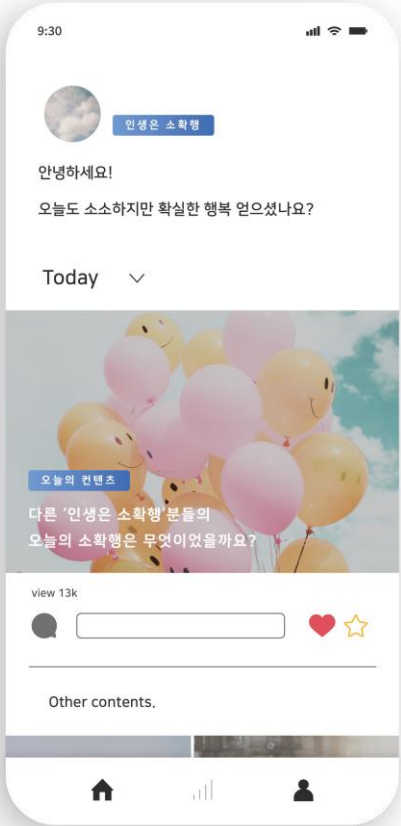 9:30
인생은 소확행
안녕하세요!
오늘도 소소하지만 확실한 행복 얻으셨나요?
Today
오늘의 컨텐츠
다른 '인생은 소확행'분들의
오늘의 소확행은 무엇이었을까요?
view 13k
Other contents.